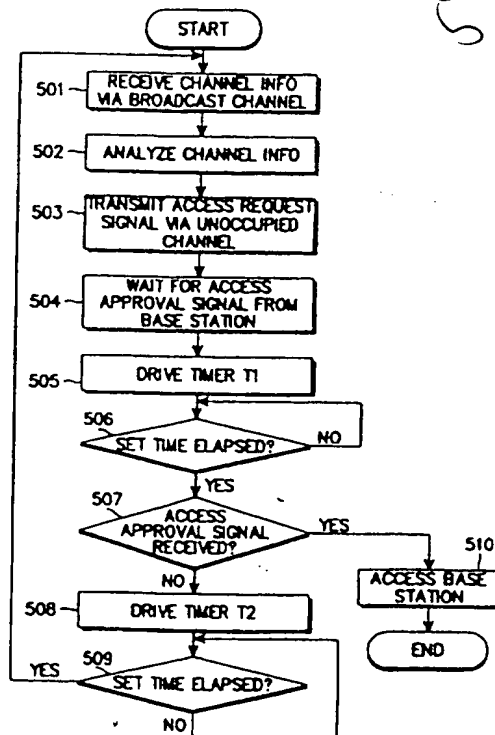 START
501
RECEIVE CHANNEL INFO
VIA BROADCAST CHANNEL
502
ANALYZE CHANNEL INFO
503
TRANSMIT ACCESS REQUEST
SIGNAL VIA UNOCCUPIED
CHANNEL
504
WAIT FOR ACCESS
APPROVAL SIGNAL FROM
BASE STATION
505
DRIVE TIMER T1
506
SET TIME ELAPSED?
NO
YES
507
ACCESS
APPROVAL SIGNAL
RECEIVED?
YES
NO
510
ACCESS BASE
STATION
END
508
DRIVE TIMER T2
509
YES
SET TIME ELAPSED?
NO